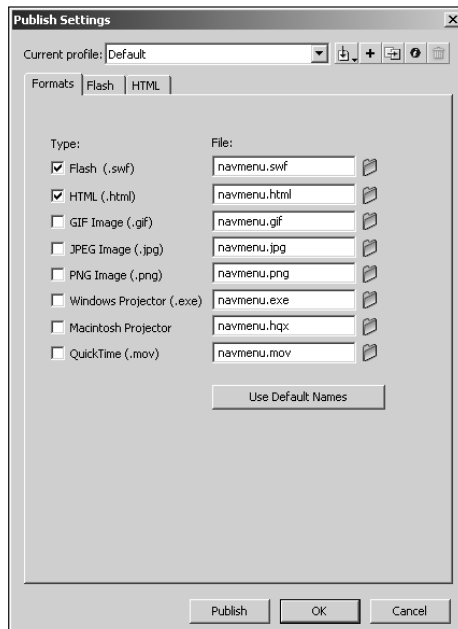 Publish Settings
Current profile: Default
Formats Flash HTML
Type: File:
Flash (.swf) navmenu.swf
HTML (.html) navmenu.html
GIF Image (.gif) navmenu.gif
JPEG Image (.jpg) navmenu.jpg
PNG Image (.png) navmenu.png
Windows Projector (.exe) navmenu.exe
Macintosh Projector navmenu.hqx
QuickTime (.mov) navmenu.mov
Use Default Names
Publish OK Cancel